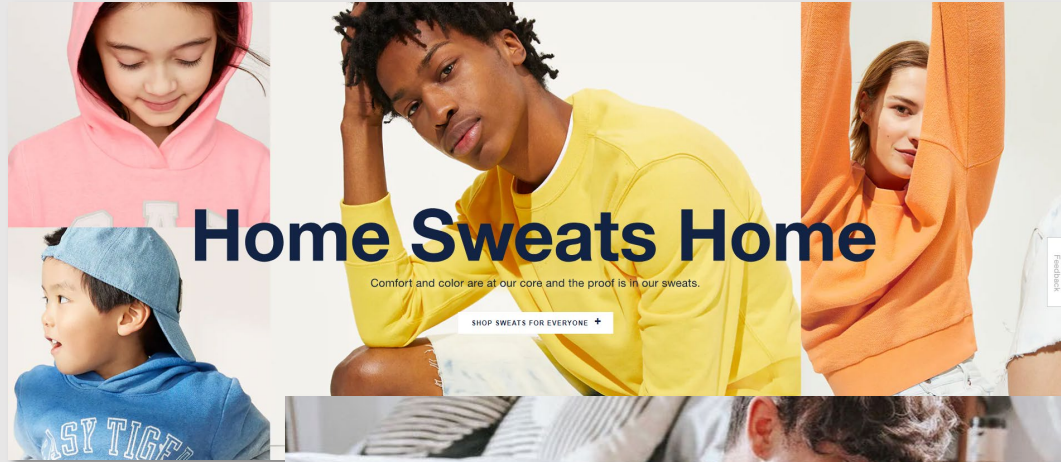 Home Sweats Home
Comfort and color are at our core and the proof is in our sweats.
SHOP SWEATS FOR EVERYONE +
Feedback